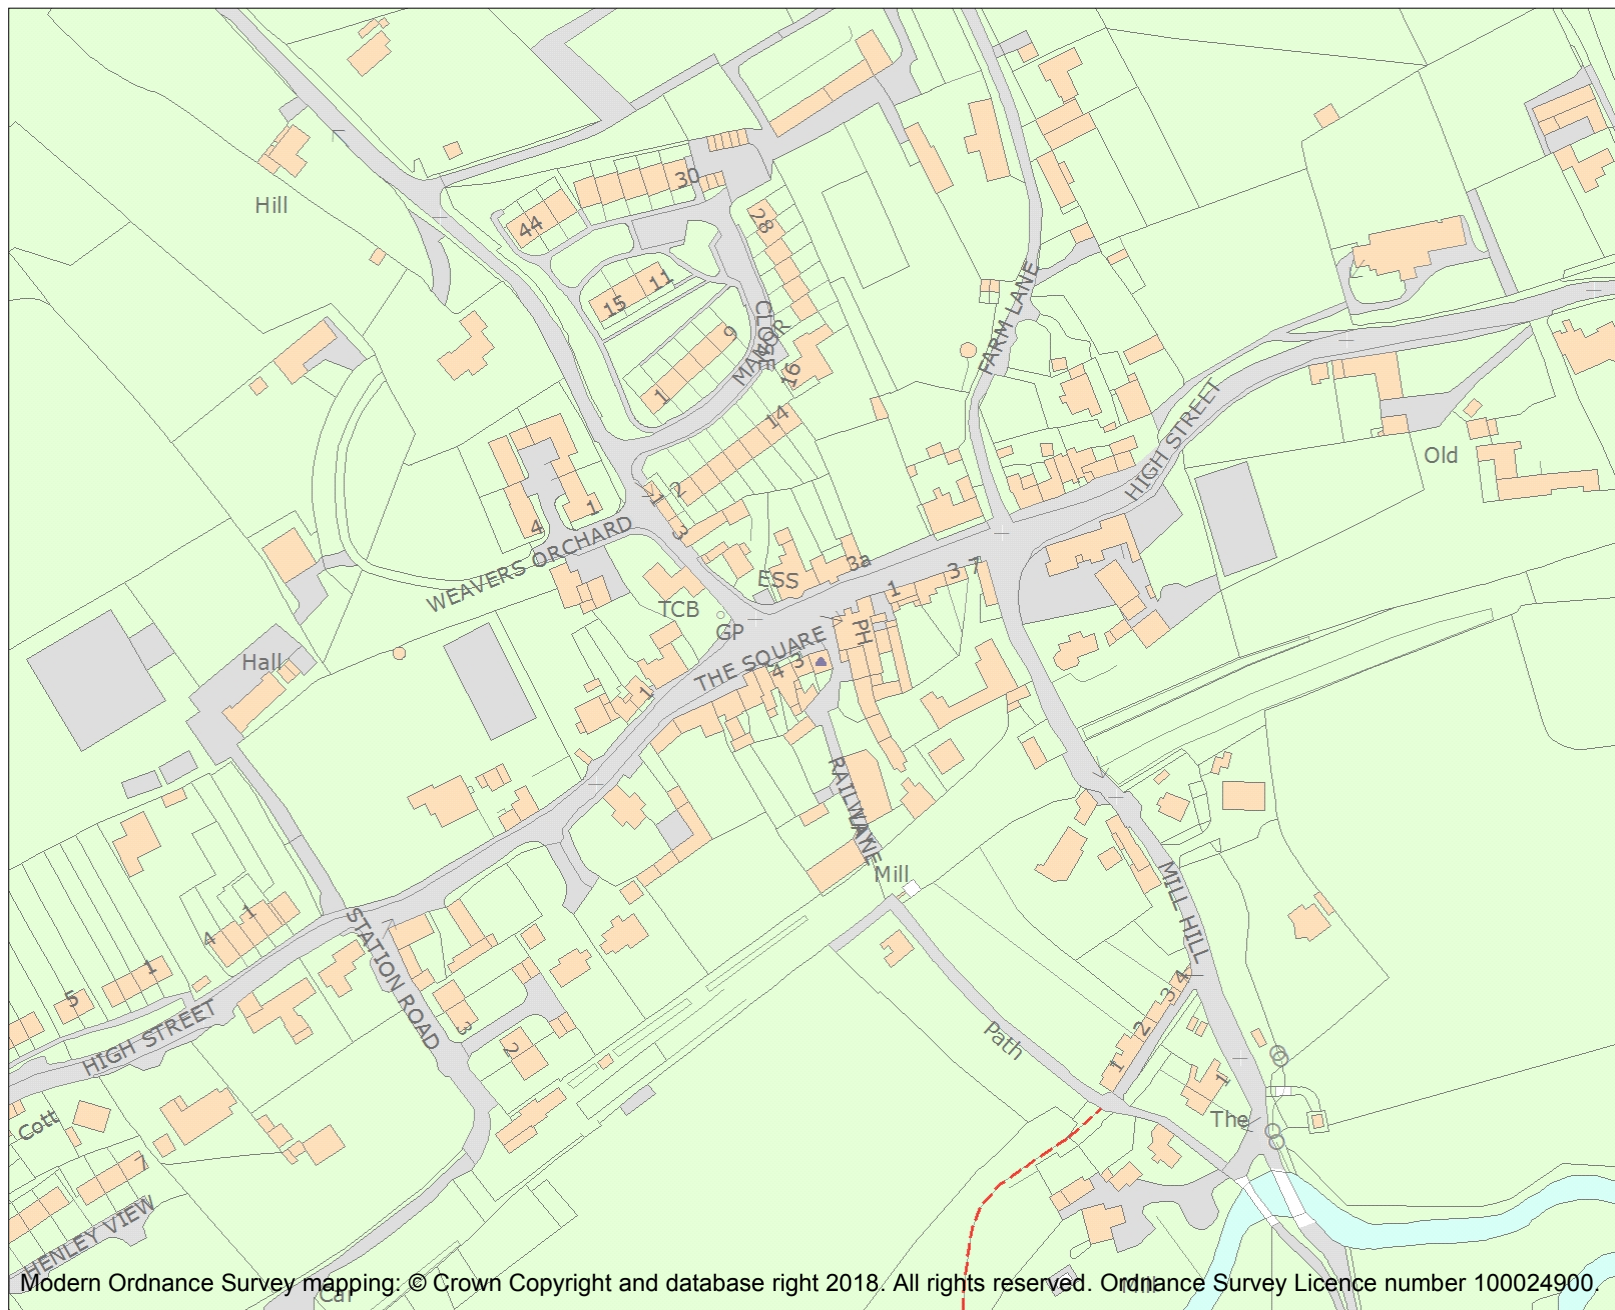 Hill
30
44
28
15
11
CLOSE
MANOR
9
16
1
14
FARM LANE
HIGH STREET
Old
1
2
3
4
1
WEAVERS ORCHARD
3a
ESS
1
3
7
TCB
GP
PH
THE SQUARE
4
3
Hall
1
RAILWAY
LANE
Mill
MILL HILL
4
1
1
5
STATION ROAD
HIGH STREET
3
2
Path
4
3
2
1
1
The
Cott
7
HENLEY VIEW
Car
Mill
Modern Ordnance Survey mapping: © Crown Copyright and database right 2018. All rights reserved. Ordnance Survey Licence number 100024900.